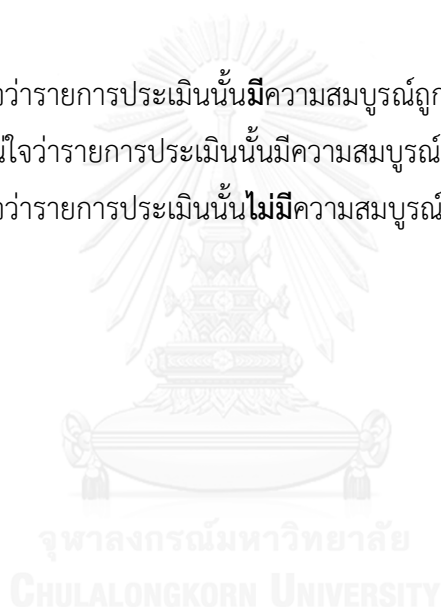 ว่ารายการประเมินนั้นมีความสมบูรณ์ถูก
ใจว่ารายการประเมินนั้นมีความสมบูรณ์
ว่ารายการประเมินนั้นไม่มีความสมบูรณ์
จุฬาลงกรณ์มหาวิทยาลัย
CHULALONGKORN UNIVERSITY